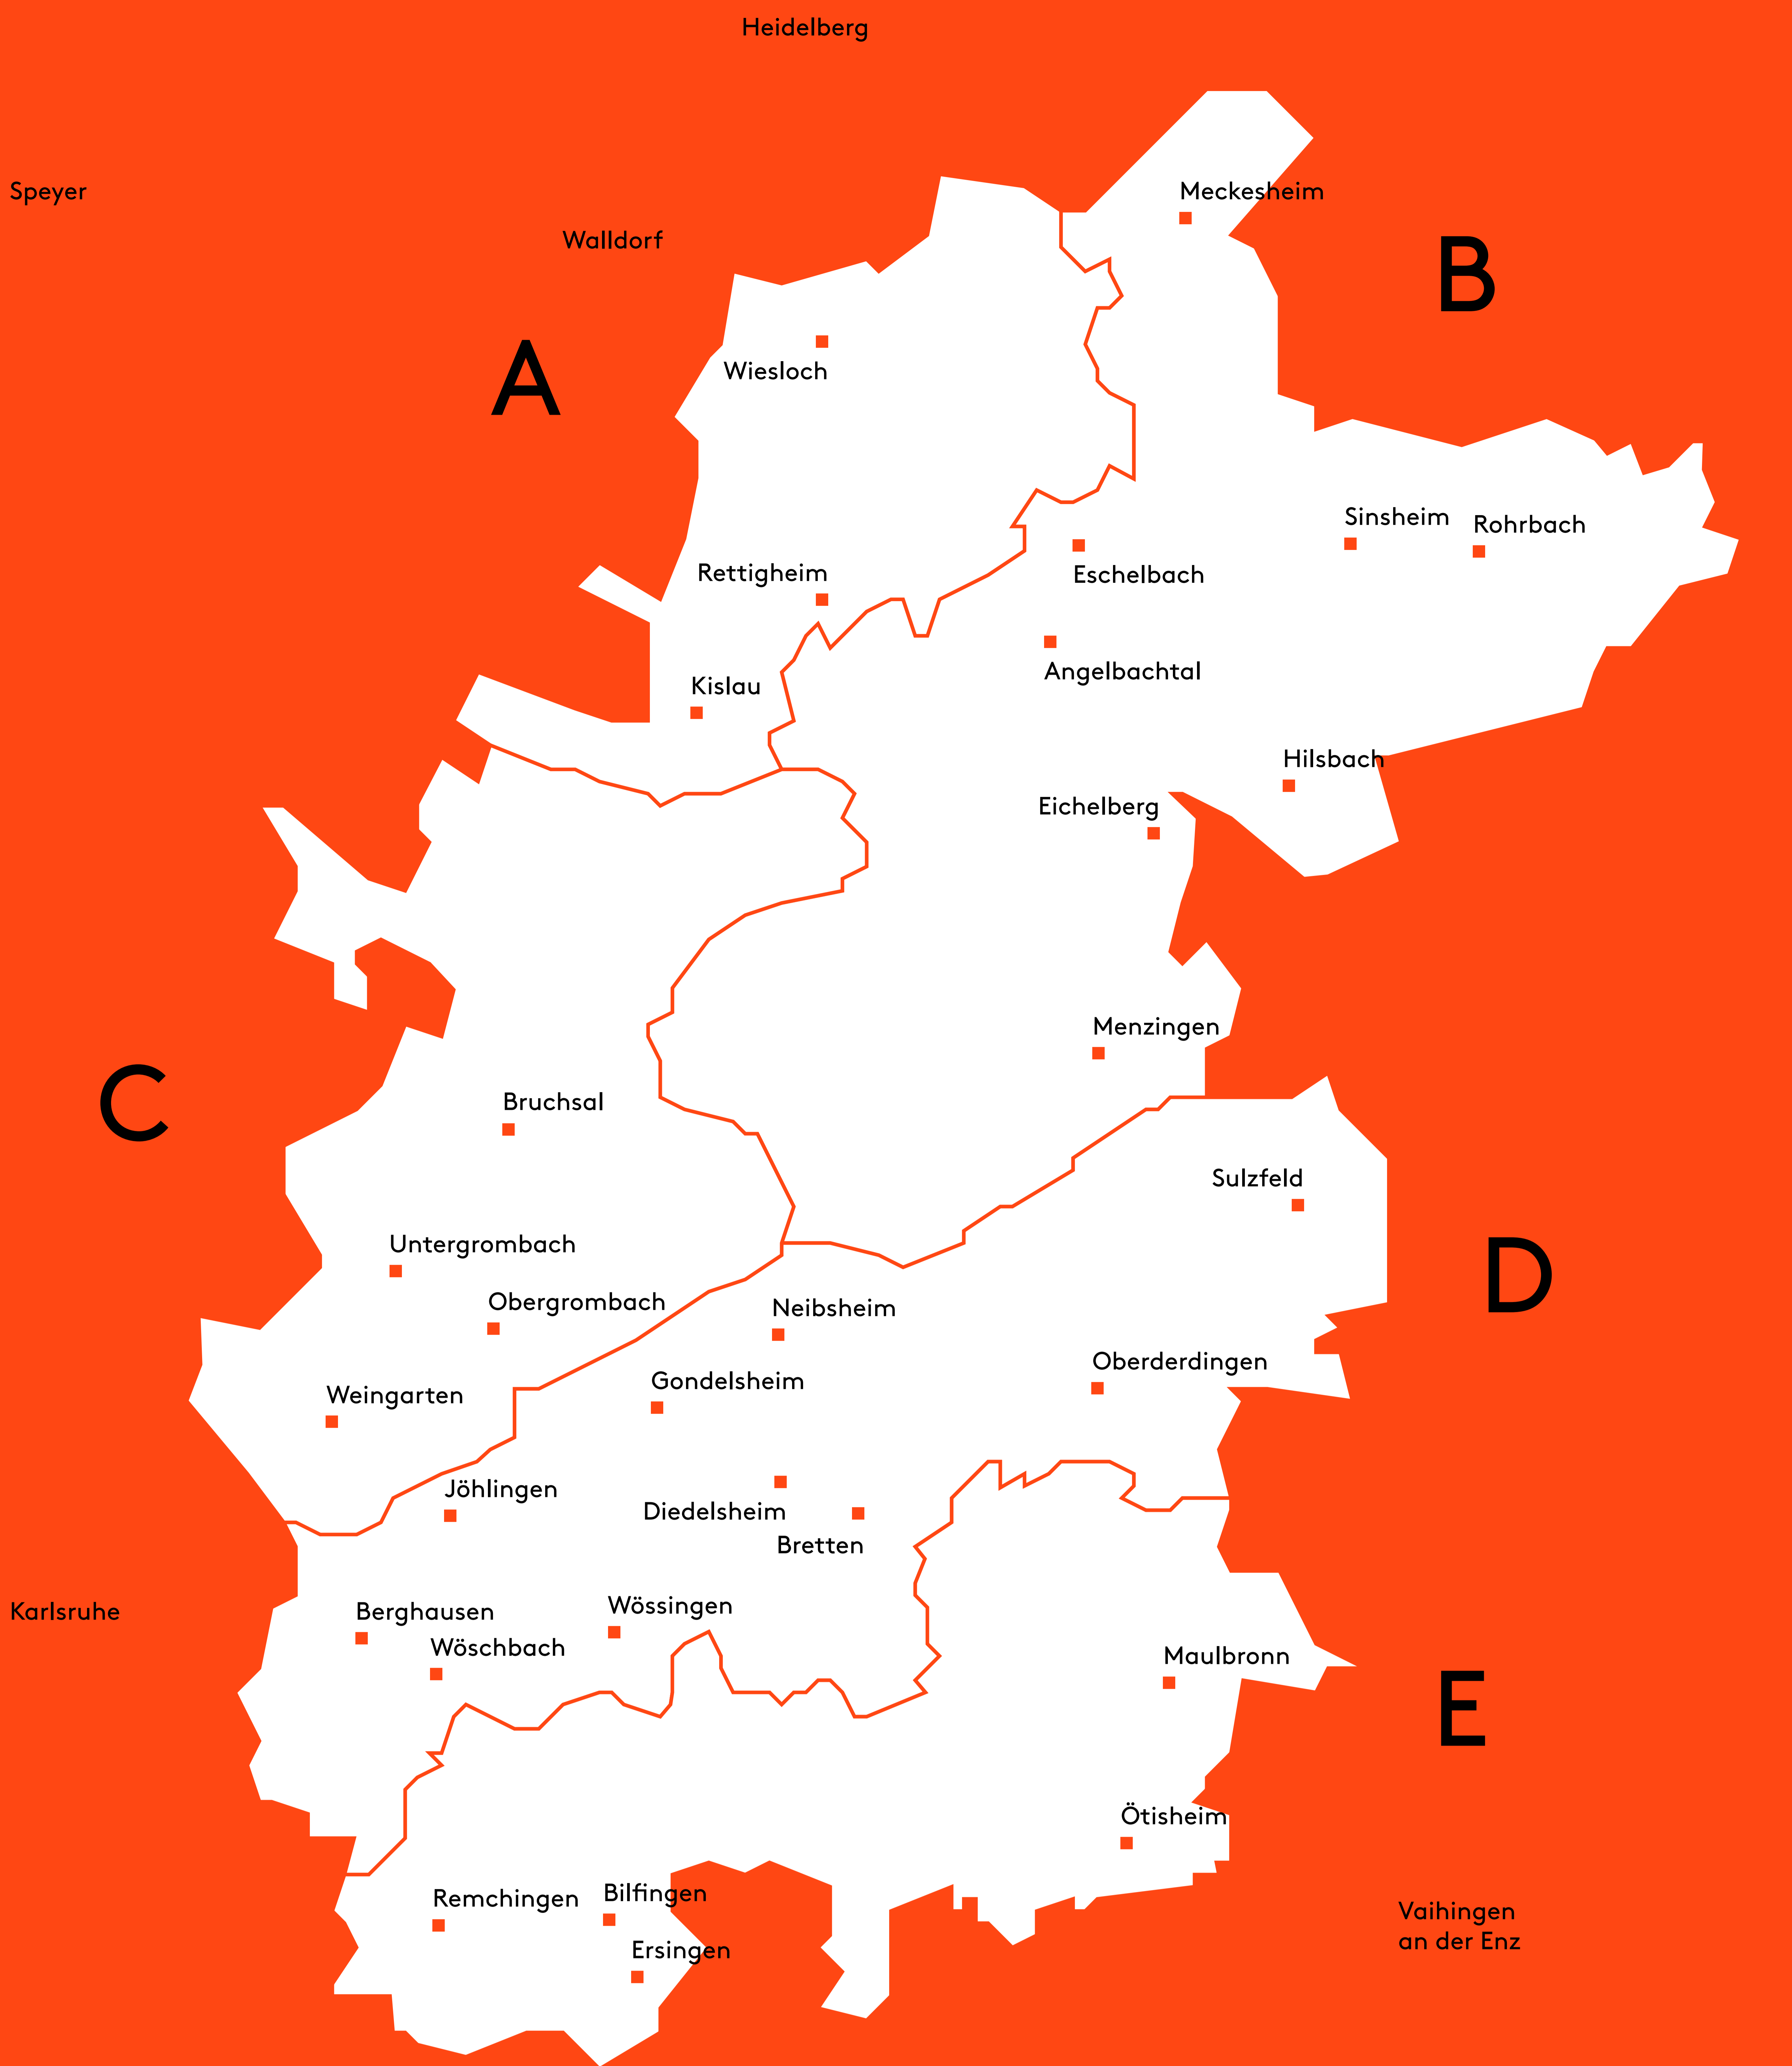 Heidelberg
Speyer
Meckesheim
Walldorf
B
A
Wiesloch
Sinsheim
Rohrbach
Rettigheim
Eschelbach
Angelbachtal
Kislau
Hilsbach
Eichelberg
Menzingen
C
Bruchsal
Sulzfeld
Untergrombach
D
Obergrombach
Neibsheim
Oberderdingen
Gondelsheim
Weingarten
Jöhlingen
Diedelsheim
Bretten
Wössingen
Karlsruhe
Berghausen
Wöschbach
Maulbronn
E
Ötisheim
Bilfingen
Remchingen
Vaihingen
an der Enz
Ersingen